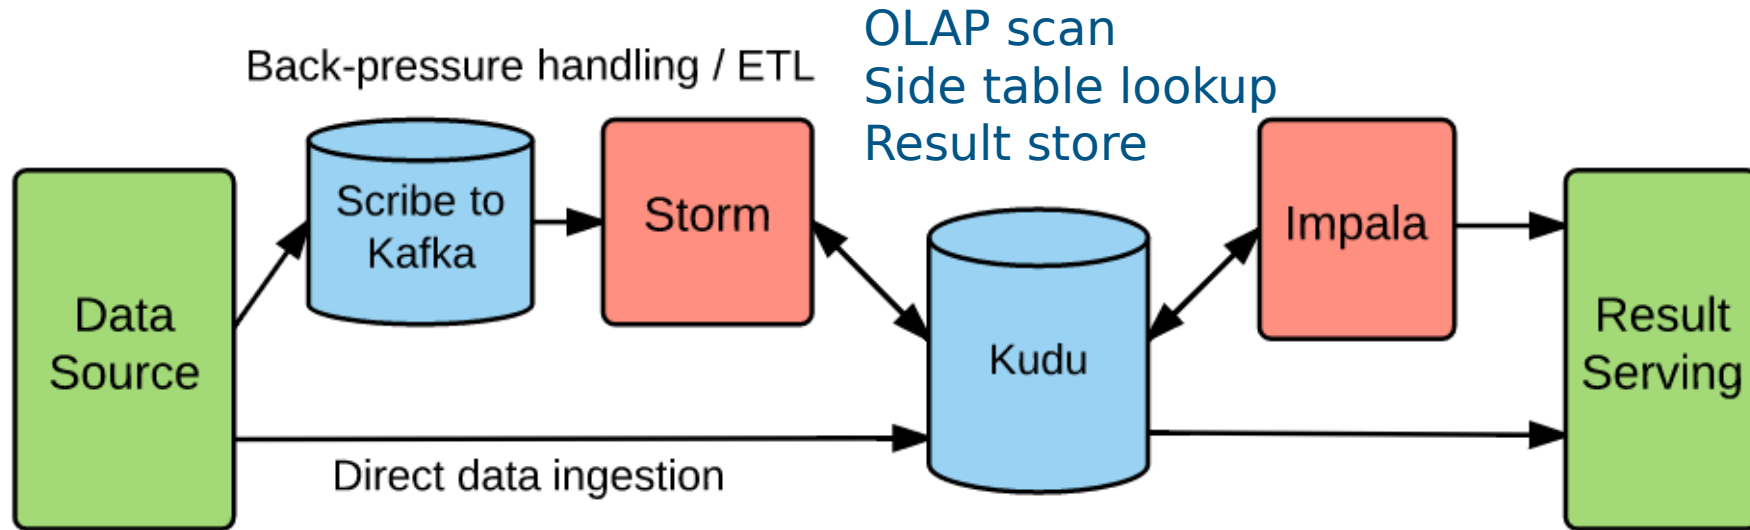 OLAP scan
Side table lookup
Result store
Back-pressure handling / ETL
Scribe to
Kafka
Storm
Impala
Data
Source
Kudu
Result
Serving
Direct data ingestion